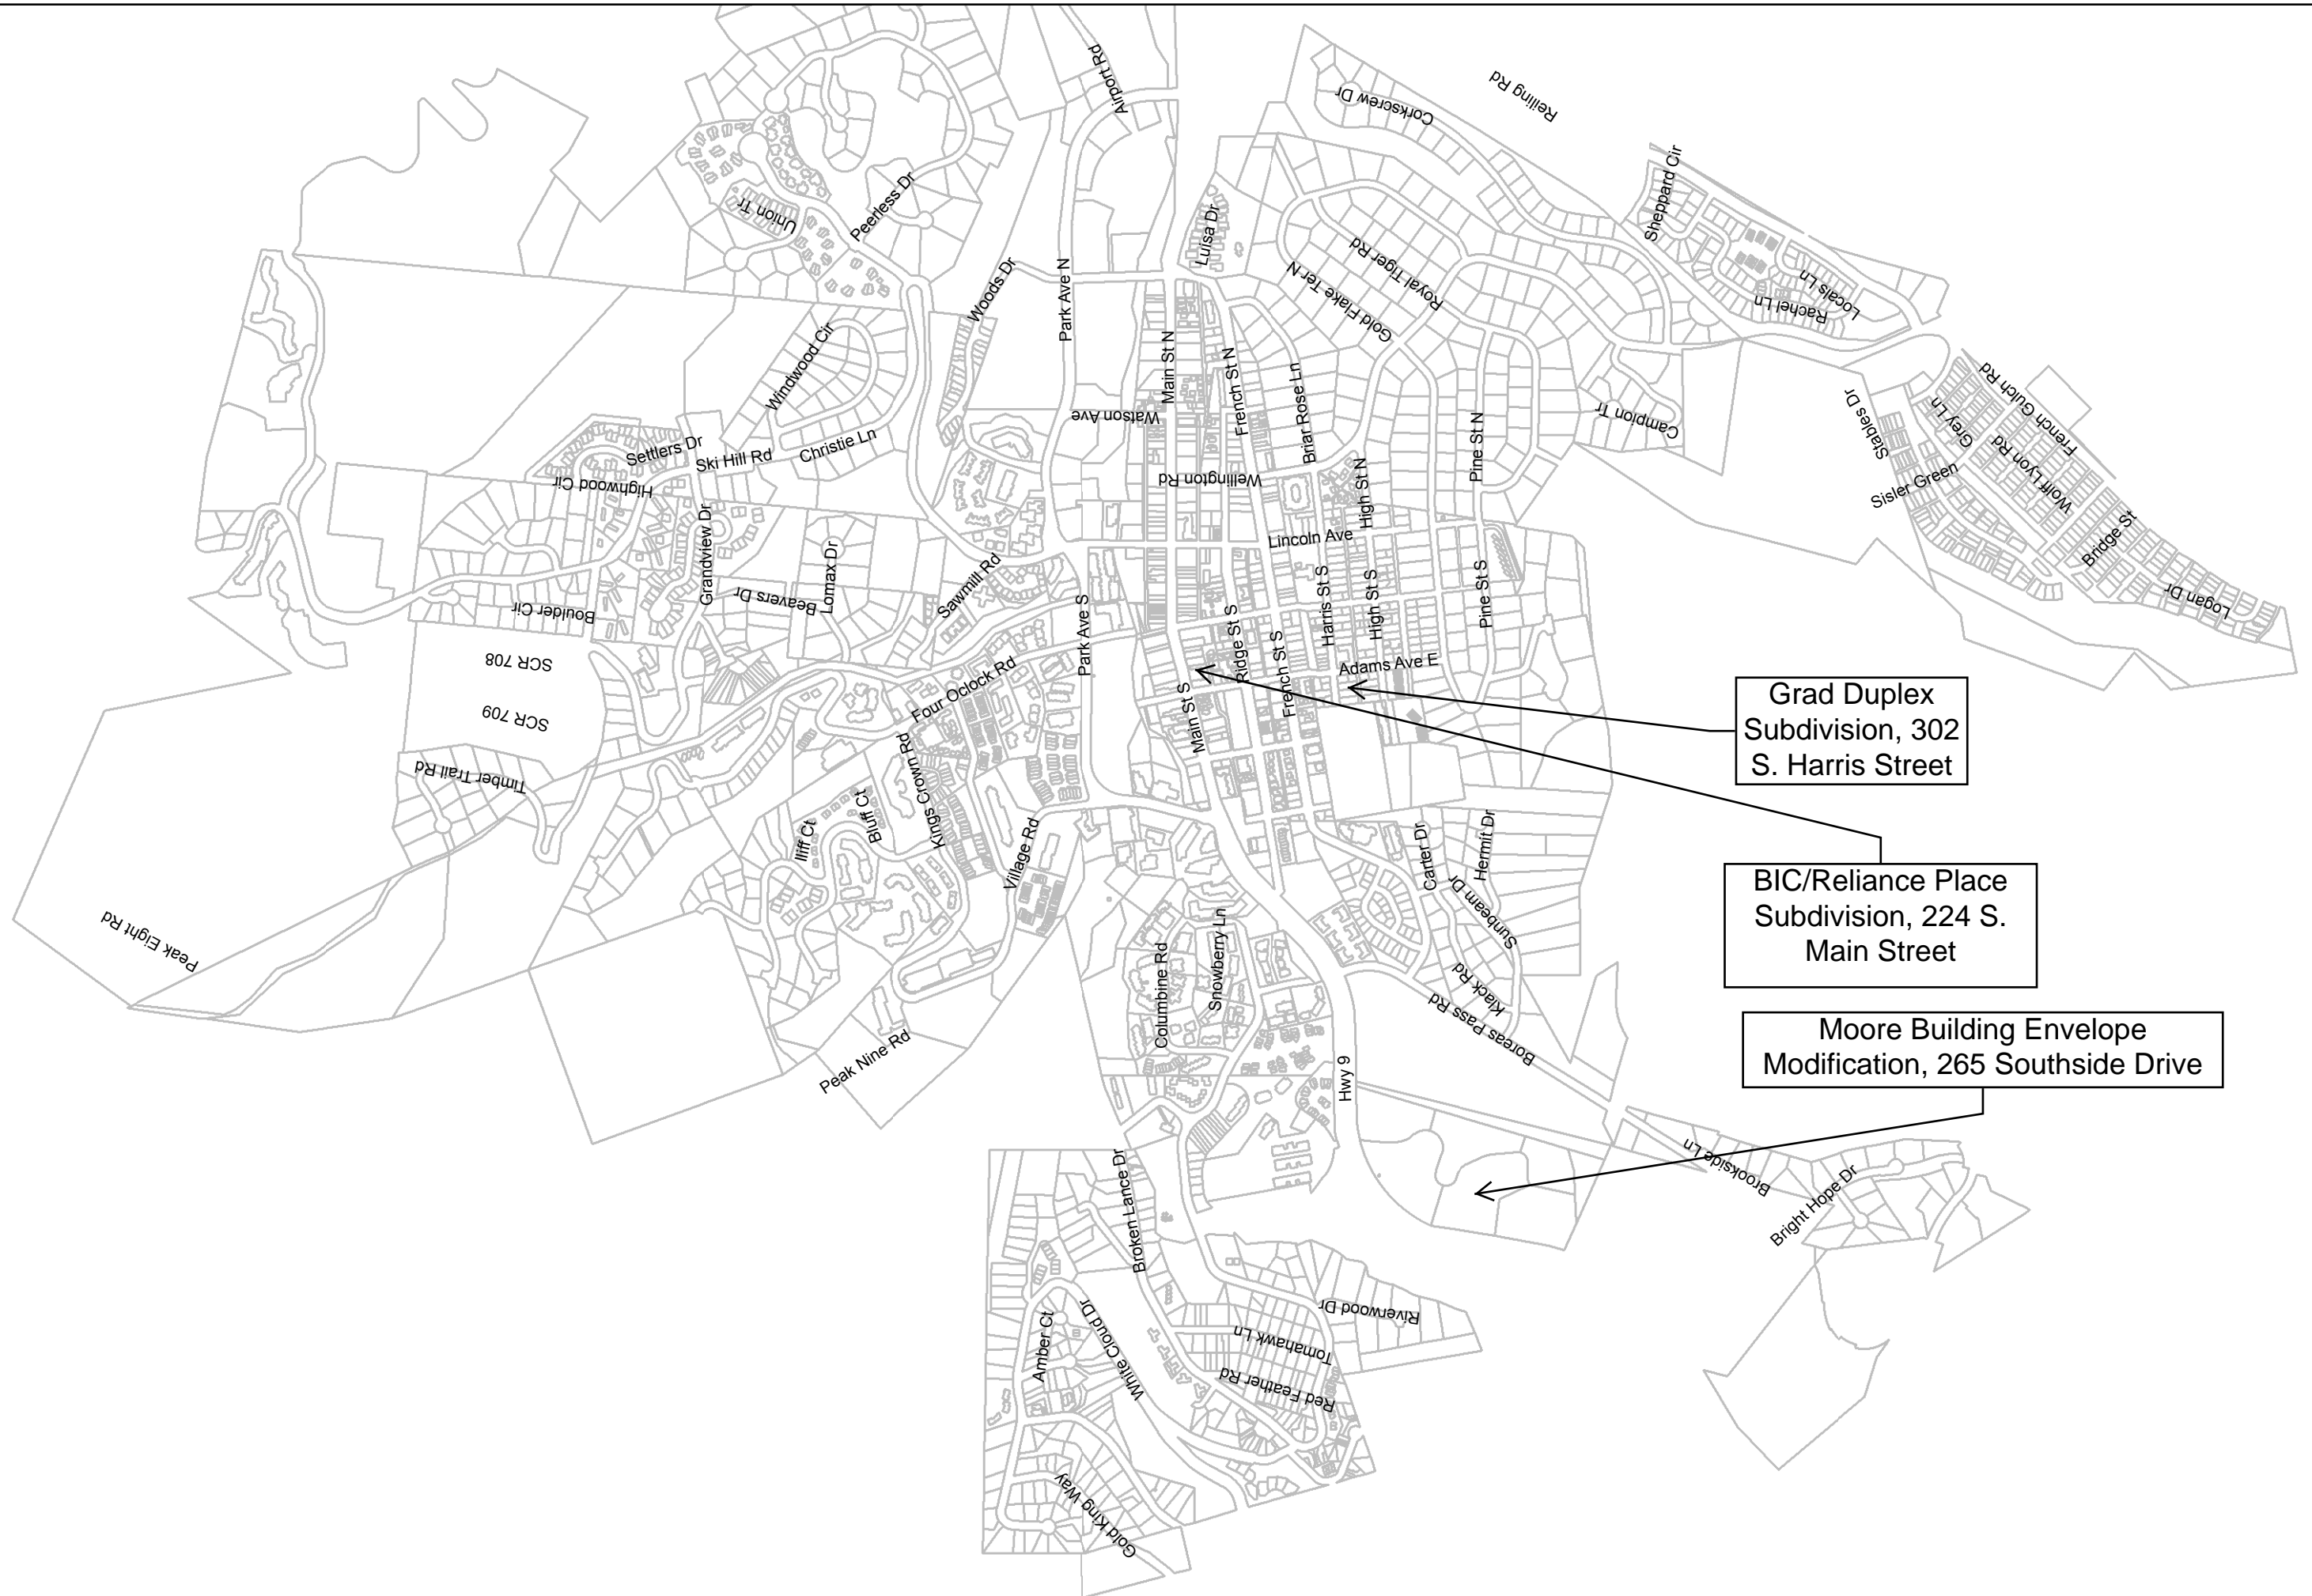 Airport Rd
Reiling Rd
Corkscrew Dr
Sheppard Cir
Union Tr
Peerless Dr
Luisa Dr
Woods Dr
Park Ave N
Gold Flake Ter N
Royal Tiger Rd
Locals Ln
Rachel Ln
Windwood Cir
Main St N
French St N
Briar Rose Ln
Watson Ave
Campion Tr
Stables Dr
Grey Ln
French Gulch Rd
Settlers Dr
Ski Hill Rd
Christie Ln
Highwood Cir
Wellington Rd
High St N
Pine St N
Wolff Lyon Rd
Sisler Green
Grandview Dr
Lomax Dr
Lincoln Ave
Bridge St
Beavers Dr
Boulder Cir
Sawmill Rd
Park Ave S
Ridge St S
Harris St S
High St S
Pine St S
Logan Dr
SCR 708
SCR 709
Four Oclock Rd
Main St S
French St S
Adams Ave E
Grad Duplex
Subdivision, 302
S. Harris Street
Timber Trail Rd
Kings Crown Rd
Bluff Ct
Iliff Ct
Village Rd
Carter Dr
Hermit Dr
Sunbeam Dr
BIC/Reliance Place
Subdivision, 224 S.
Main Street
Peak Eight Rd
Columbine Rd
Snowberry Ln
Klack Rd
Boreas Pass Rd
Peak Nine Rd
Hwy 9
Moore Building Envelope
Modification, 265 Southside Drive
Brookside Ln
Bright Hope Dr
Broken Lance Dr
Riverwood Dr
Amber Ct
White Cloud Dr
Tomahawk Ln
Red Feather Rd
Gold King Way